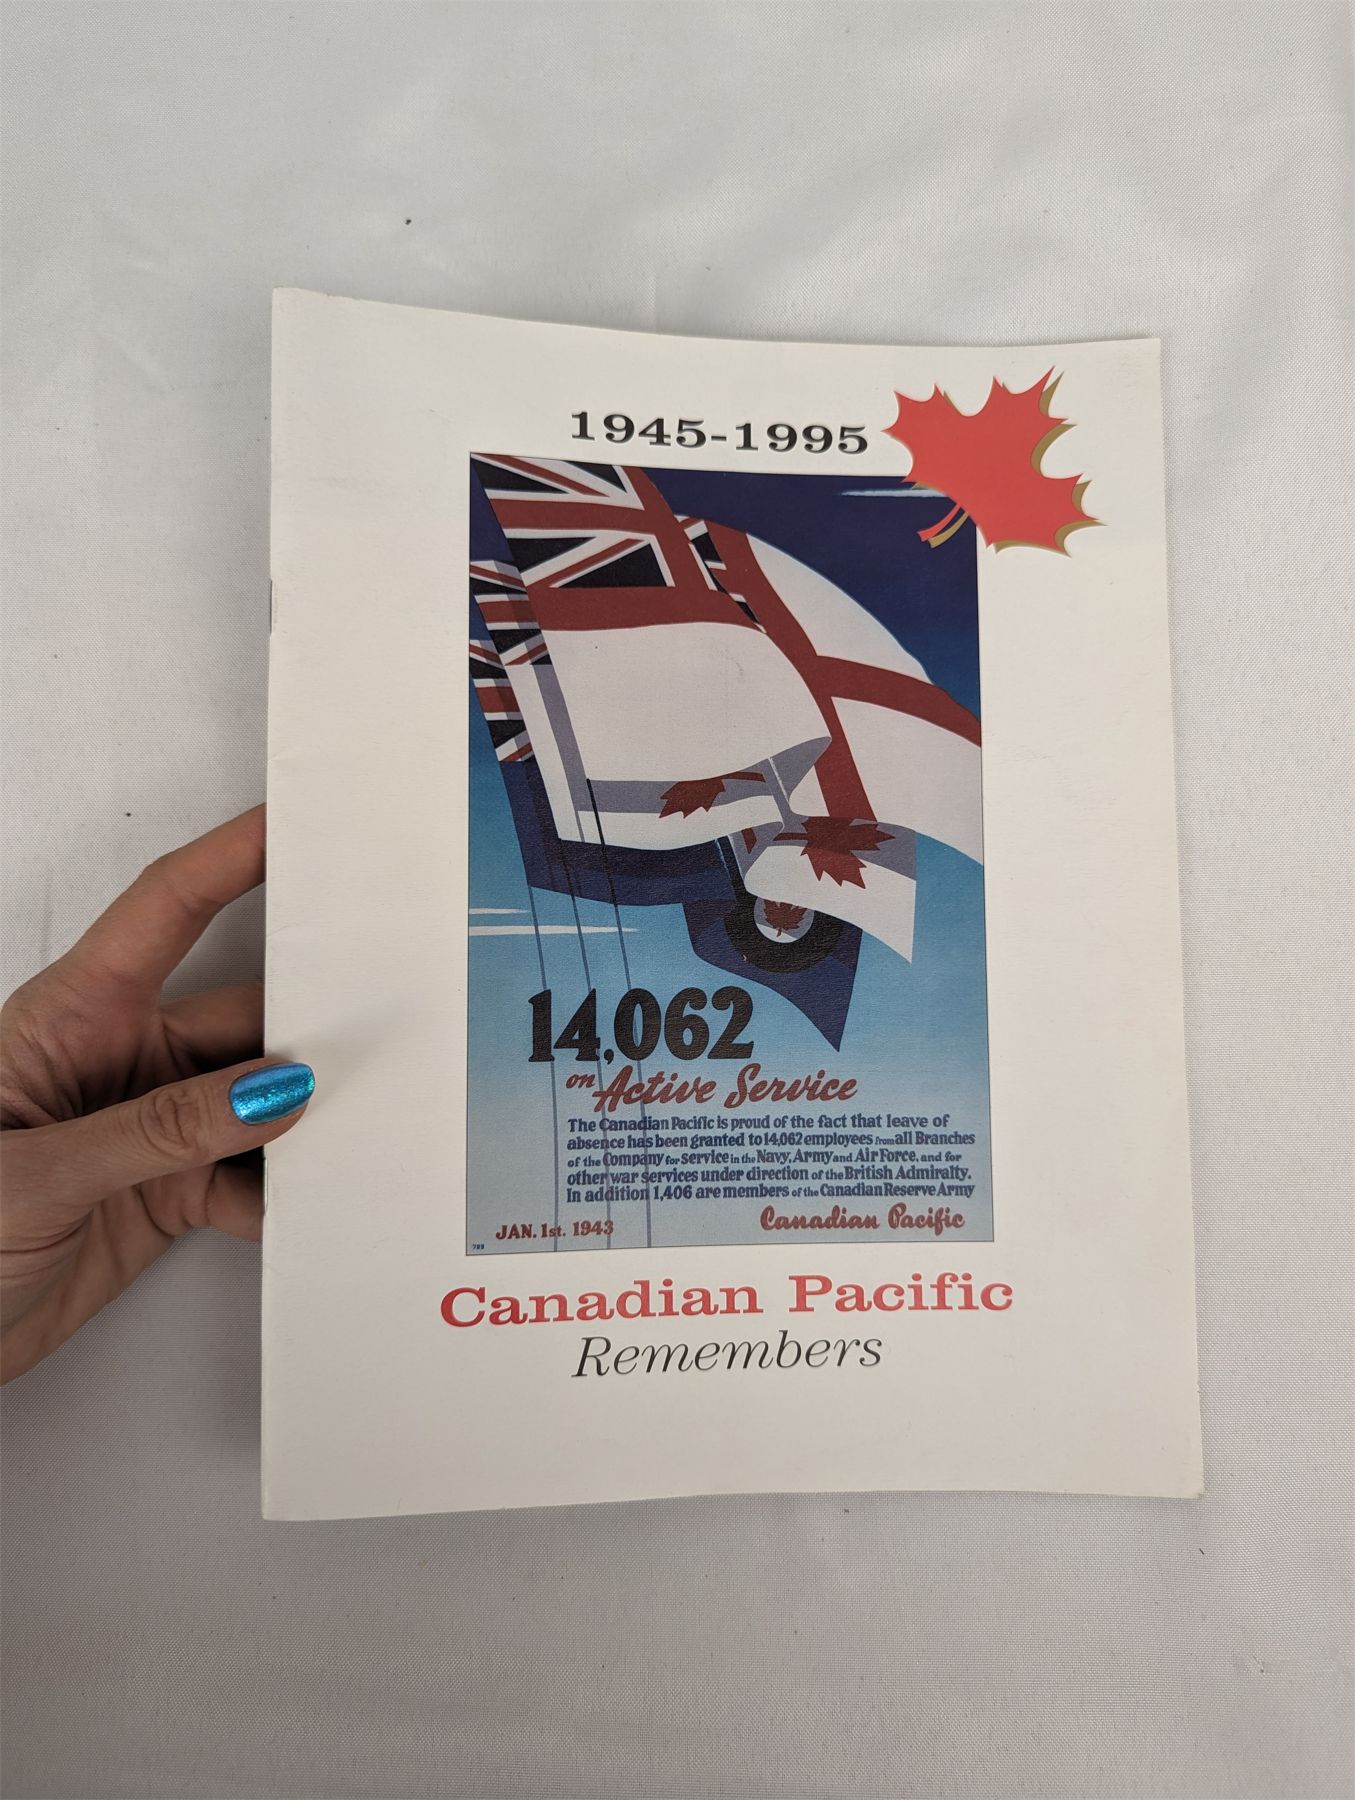 1945-1995
14,062
on Active Service
The Canadian Pacific is proud of the fact that leave of
absence has been granted to 14,062 employees from all Branches
of the Company for service in the Navy, Army and Air Force, and for
other war services under direction of the British Admiralty.
In addition 1,406 are members of the Canadian Reserve Army
JAN. 1st. 1943
Canadian Pacific
789
Canadian Pacific
Remembers